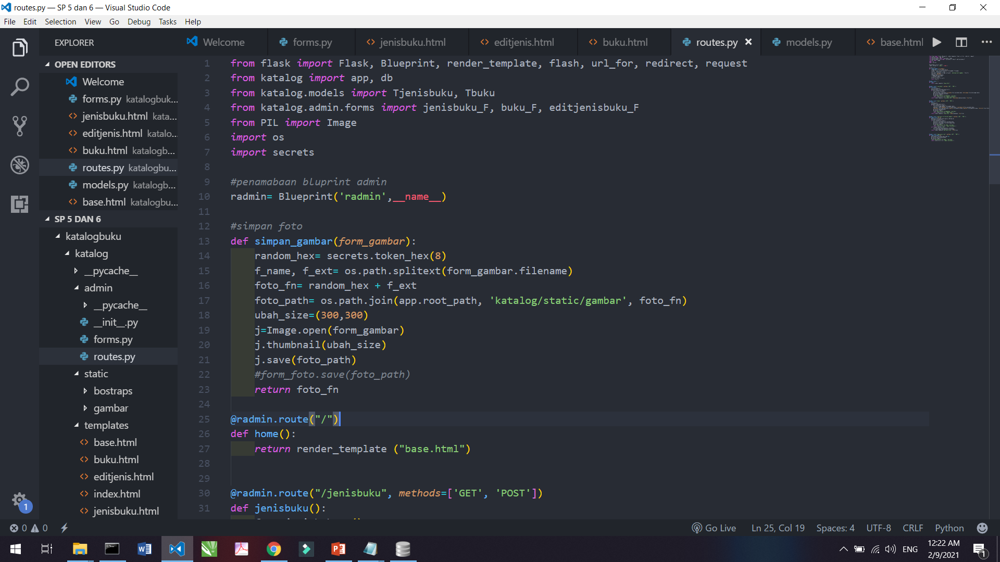 routes.py — SP 5 dan 6 — Visual Studio Code
File Edit Selection View Go Debug Tasks Help
EXPLORER
Welcome forms.py jenisbuku.html editjenis.html buku.html routes.py models.py base.html
OPEN EDITORS
Welcome
forms.py katalogbuk...
jenisbuku.html kata...
editjenis.html katalo...
buku.html katalogb...
routes.py katalogbu...
models.py katalogb...
base.html katalogbu...
SP 5 DAN 6
katalogbuku
katalog
__pycache__
admin
__pycache__
__init__.py
forms.py
routes.py
static
bostraps
gambar
templates
base.html
buku.html
editjenis.html
index.html
jenisbuku.html
1 from flask import Flask, Blueprint, render_template, flash, url_for, redirect, request
2 from katalog import app, db
3 from katalog.models import Tjenisbuku, Tbuku
4 from katalog.admin.forms import jenisbuku_F, buku_F, editjenisbuku_F
5 from PIL import Image
6 import os
7 import secrets
8
9 #penamabaan bluprint admin
10 radmin= Blueprint('radmin',__name__)
11
12 #simpan foto
13 def simpan_gambar(form_gambar):
14 random_hex= secrets.token_hex(8)
15 f_name, f_ext= os.path.splitext(form_gambar.filename)
16 foto_fn= random_hex + f_ext
17 foto_path= os.path.join(app.root_path, 'katalog/static/gambar', foto_fn)
18 ubah_size=(300,300)
19 j=Image.open(form_gambar)
20 j.thumbnail(ubah_size)
21 j.save(foto_path)
22 #form_foto.save(foto_path)
23 return foto_fn
24
25 @radmin.route("/")
26 def home():
27 return render_template ("base.html")
28
29
30 @radmin.route("/jenisbuku", methods=['GET', 'POST'])
31 def jenisbuku():
1
0 0
Go Live Ln 25, Col 19 Spaces: 4 UTF-8 CRLF Python
ENG
12:22 AM
2/9/2021
1